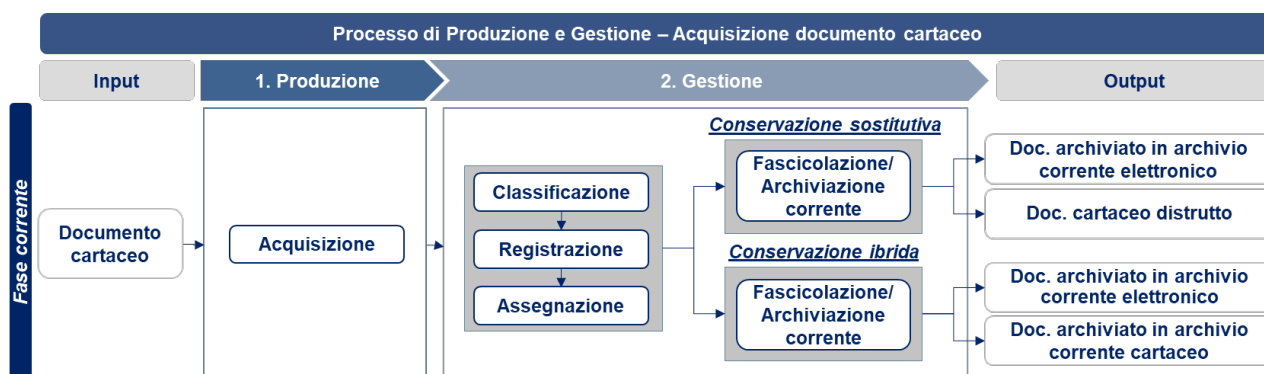 Processo di Produzione e Gestione – Acquisizione documento cartaceo
Input
1. Produzione
2. Gestione
Output
Fase corrente
Documento
cartaceo
Acquisizione
Classificazione
Registrazione
Assegnazione
Conservazione sostitutiva
Fascicolazione/
Archiviazione
corrente
Conservazione ibrida
Fascicolazione/
Archiviazione
corrente
Doc. archiviato in archivio
corrente elettronico
Doc. cartaceo distrutto
Doc. archiviato in archivio
corrente elettronico
Doc. archiviato in archivio
corrente cartaceo